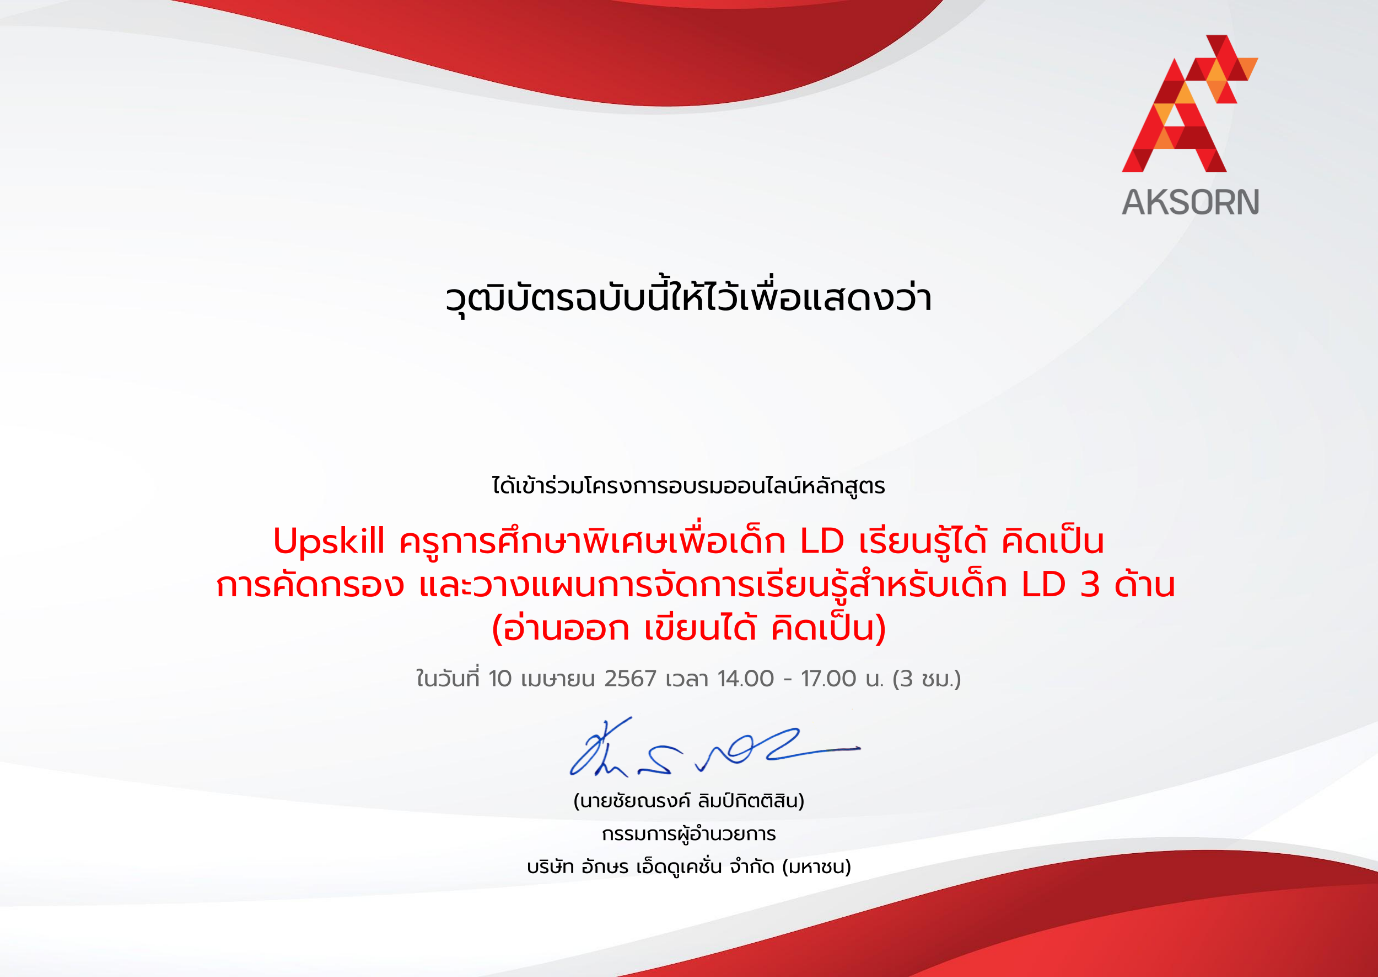 AKSORN
วุฒิบัตรฉบับนี้ให้ไว้เพื่อแสดงว่า
ได้เข้าร่วมโครงการอบรมออนไลน์หลักสูตร
Upskill ครูการศึกษาพิเศษเพื่อเด็ก LD เรียนรู้ได้ คิดเป็น
การคัดกรอง และวางแผนการจัดการเรียนรู้สำหรับเด็ก LD 3 ด้าน
(อ่านออก เขียนได้ คิดเป็น)
ในวันที่ 10 เมษายน 2567 เวลา 14.00 - 17.00 น. (3 ชม.)
(นายชัยณรงค์ ลิมป์กิตติสิน)
กรรมการผู้อำนวยการ
บริษัท อักษร เอ็ดดูเคชั่น จำกัด (มหาชน)